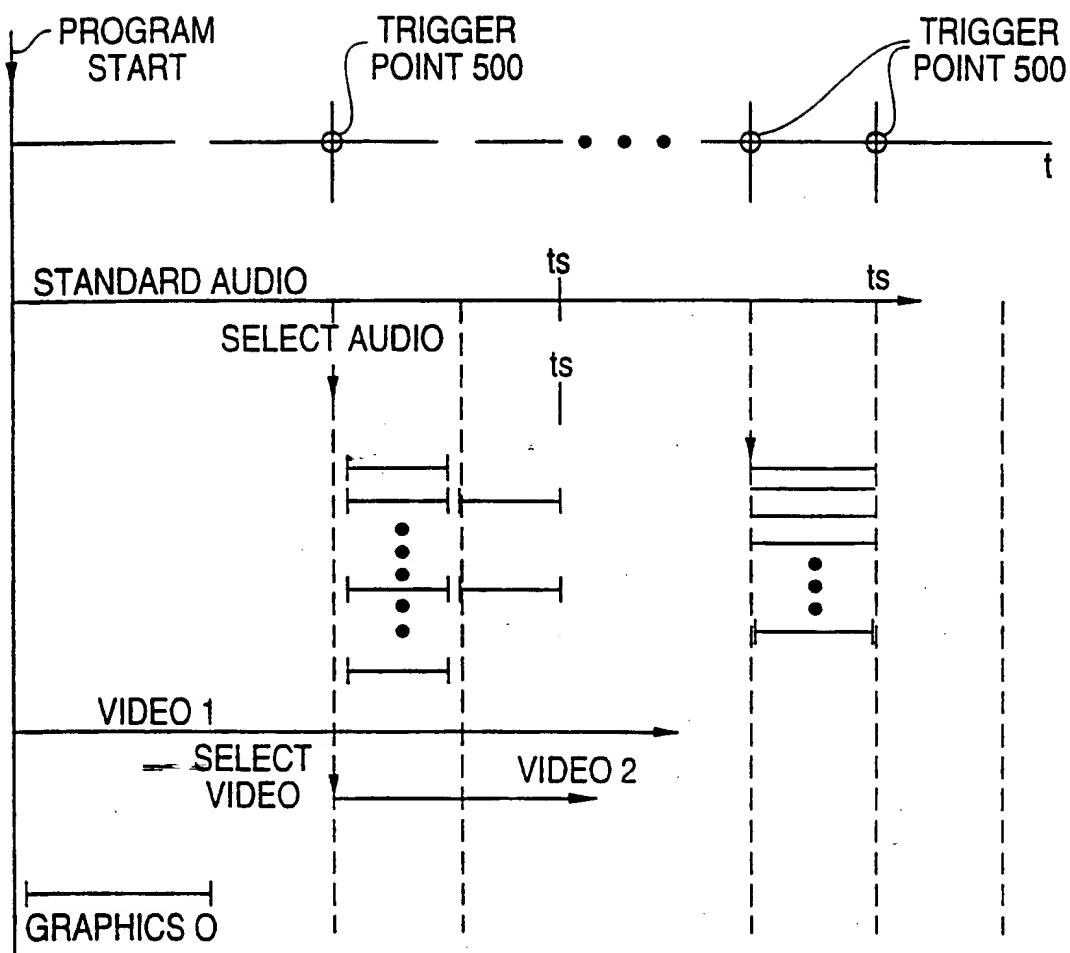 PROGRAM
START
TRIGGER
POINT 500
TRIGGER
POINT 500
t
STANDARD AUDIO
ts
ts
SELECT AUDIO
ts
VIDEO 1
SELECT
VIDEO
VIDEO 2
GRAPHICS O